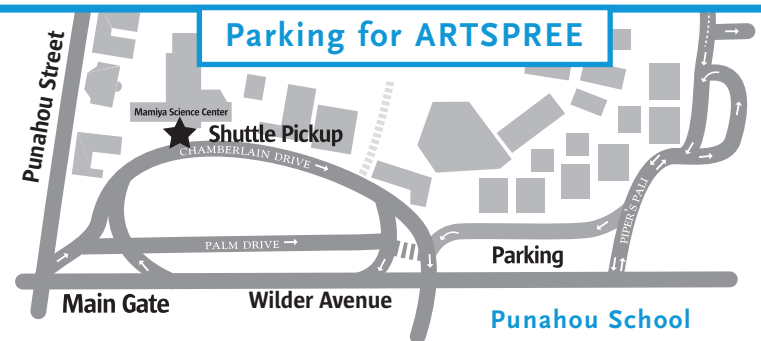 Parking for ARTSPREE
Punahou Street
Mamiya Science Center
Shuttle Pickup
CHAMBERLAIN DRIVE
PALM DRIVE
PIPER'S PALI
Parking
Main Gate
Wilder Avenue
Punahou School